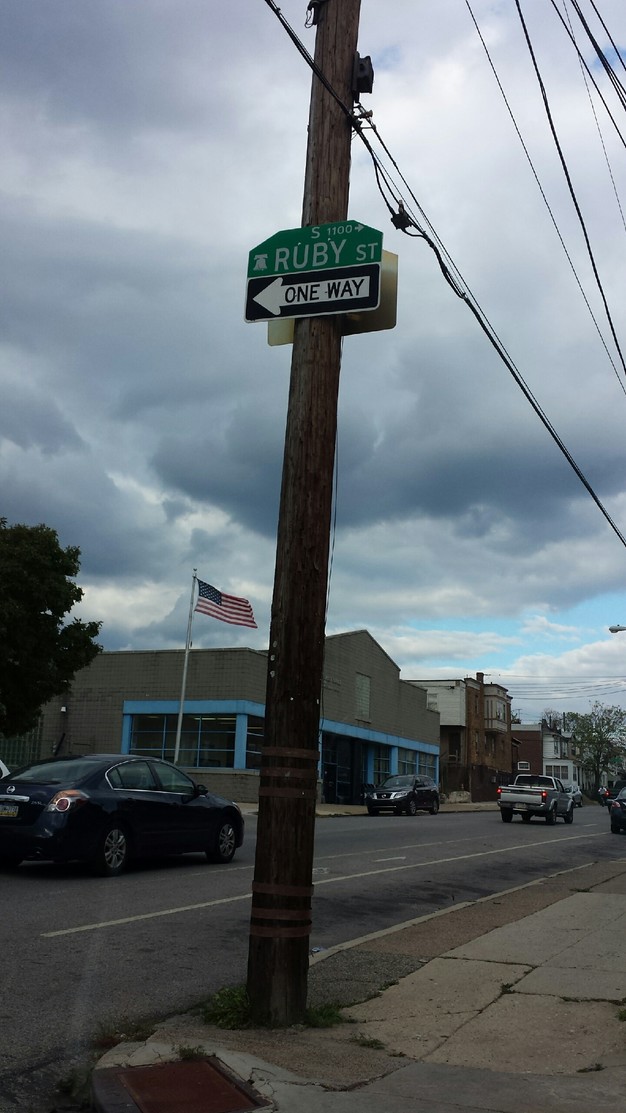 S 1100→
RUBY ST
ONE WAY